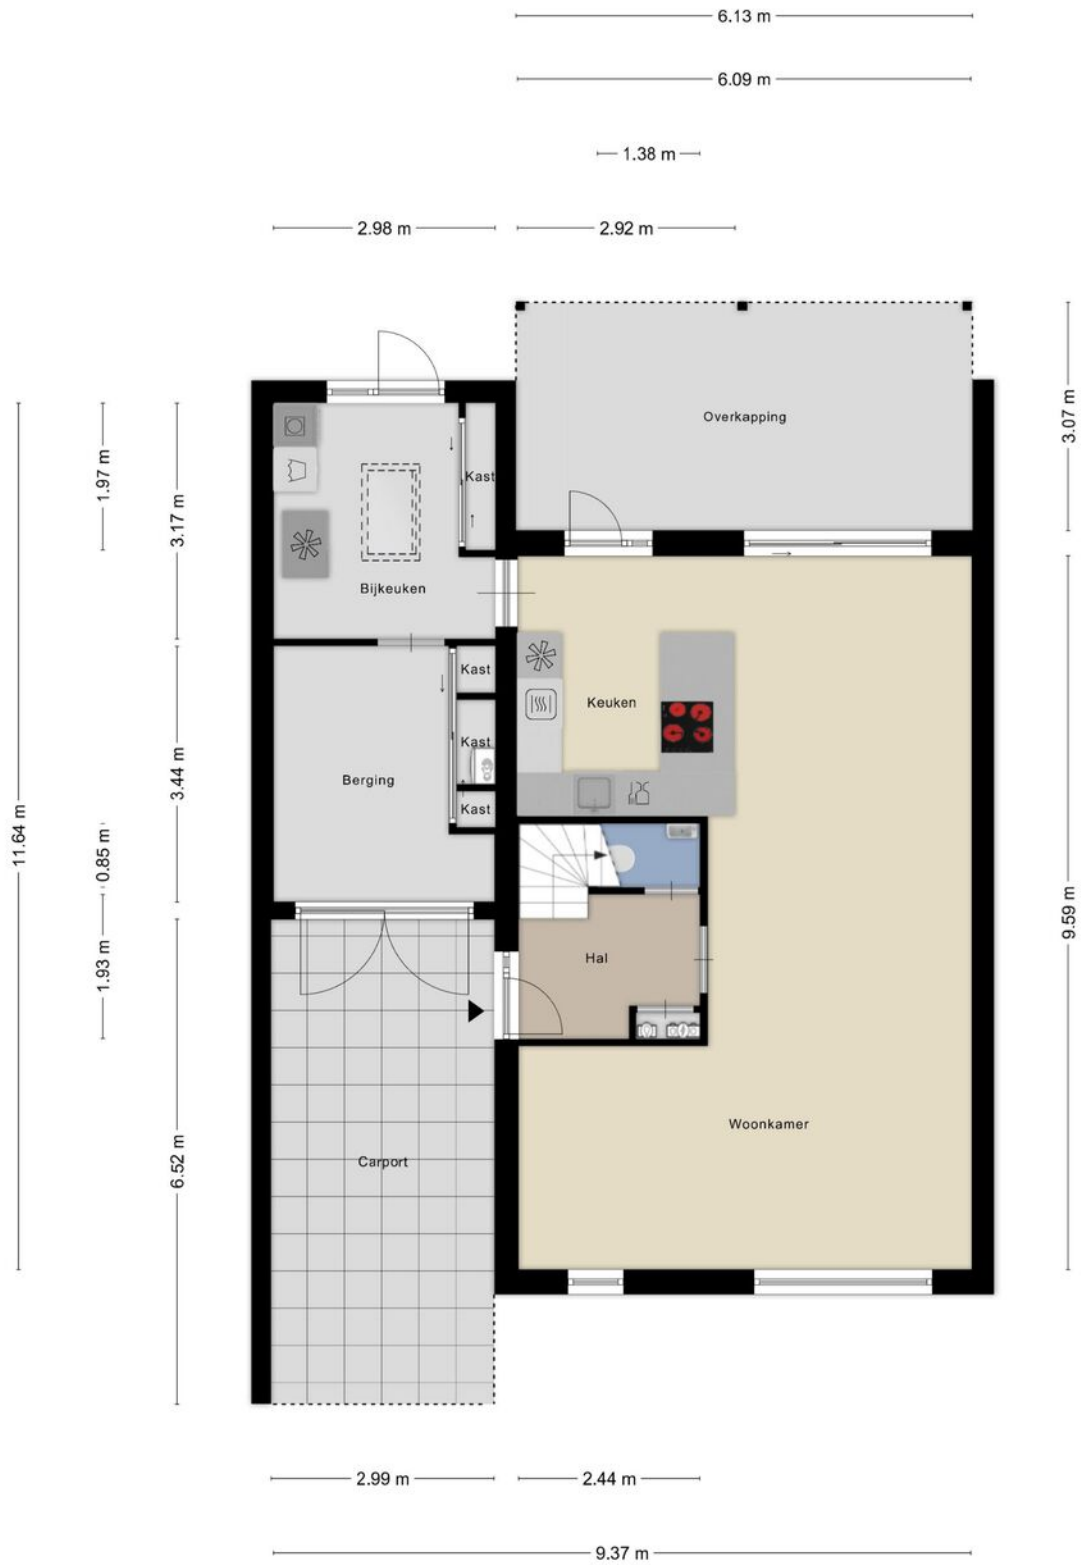 6.13 m
6.09 m
1.38 m
2.98 m
2.92 m
3.07 m
Overkapping
1.97 m
3.17 m
Kast
Bijkeuken
Kast
Keuken
Kast
3.44 m
Berging
Kast
11.64 m
0.85 m
9.59 m
1.93 m
Hal
Woonkamer
6.52 m
Carport
2.99 m
2.44 m
9.37 m